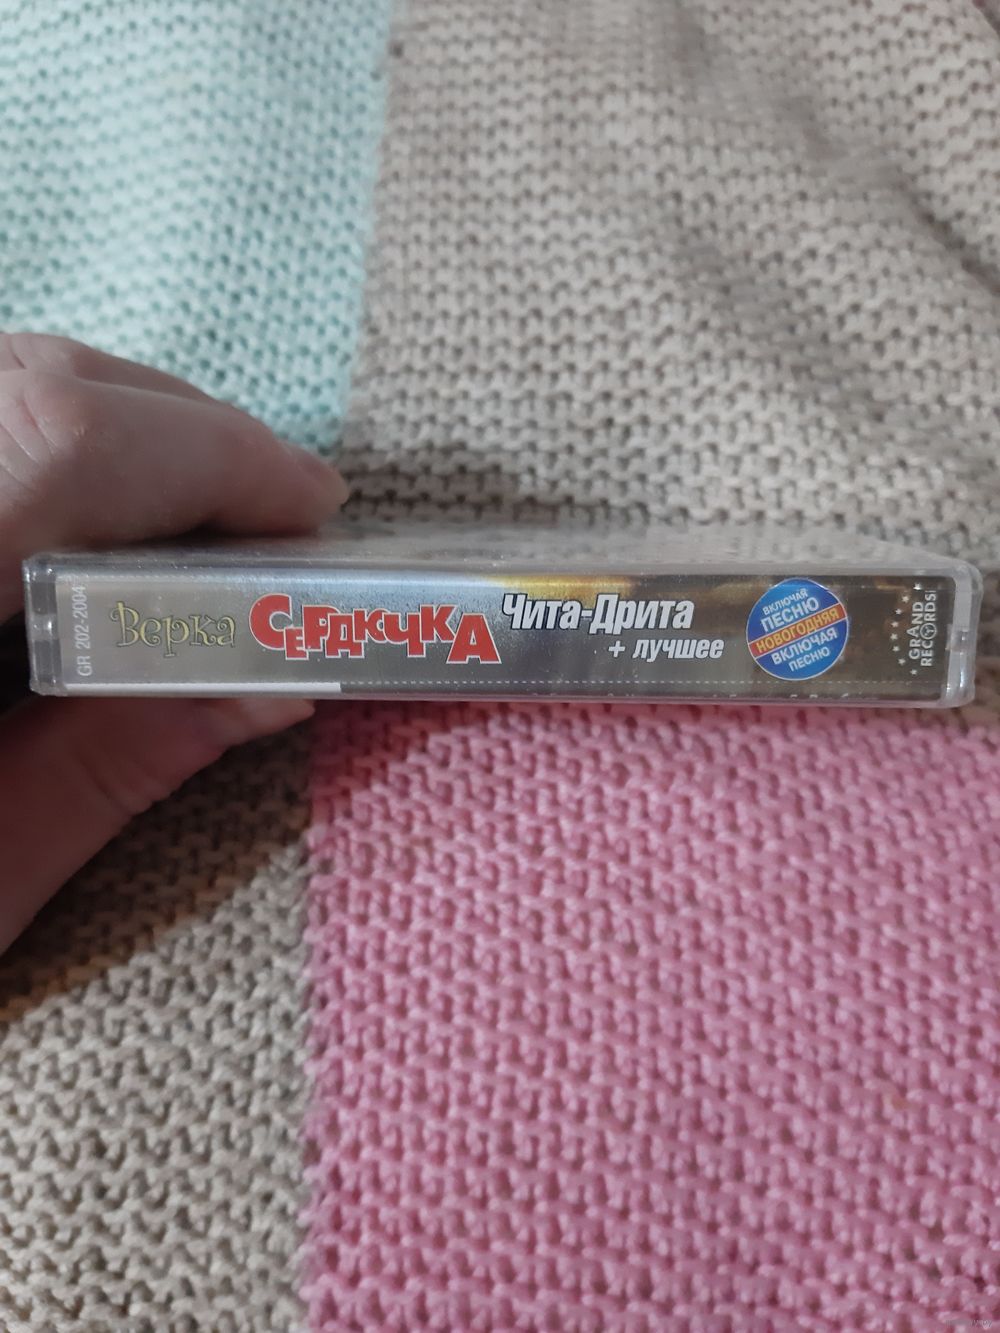 GR 202-2004
Верка СЕРДЮЧКА
Чита-Дрита
+ лучшее
ВКЛЮЧАЯ
ПЕСНЮ
НОВОГОДНЯЯ
ВКЛЮЧАЯ
ПЕСНЮ
GRAND
RECORDS